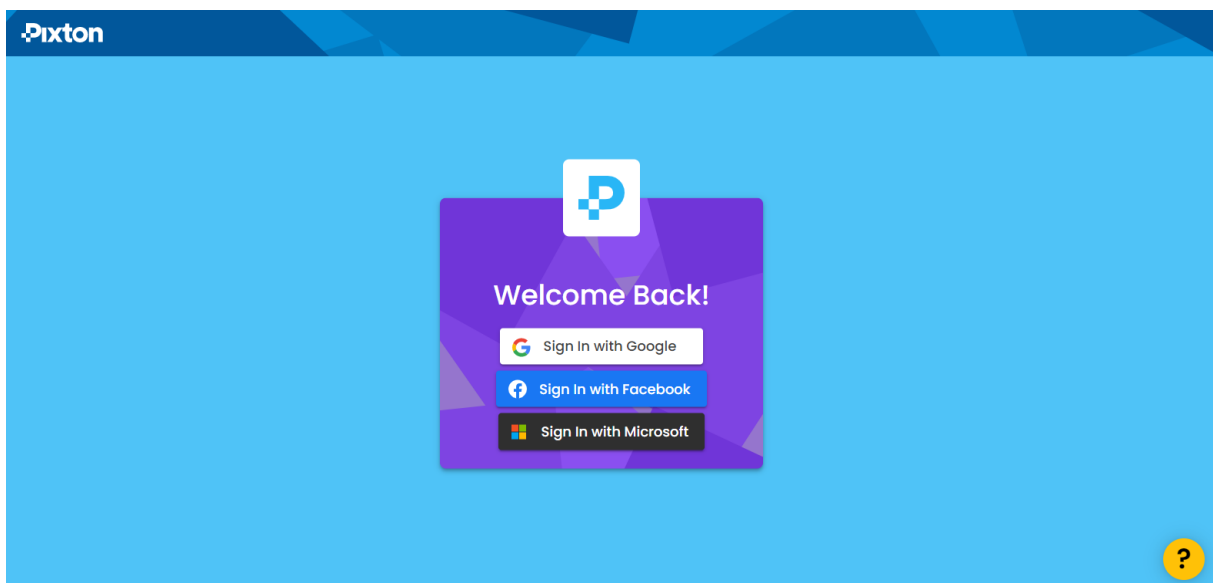 Pixton
Welcome Back!
Sign In with Google
Sign In with Facebook
Sign In with Microsoft
?